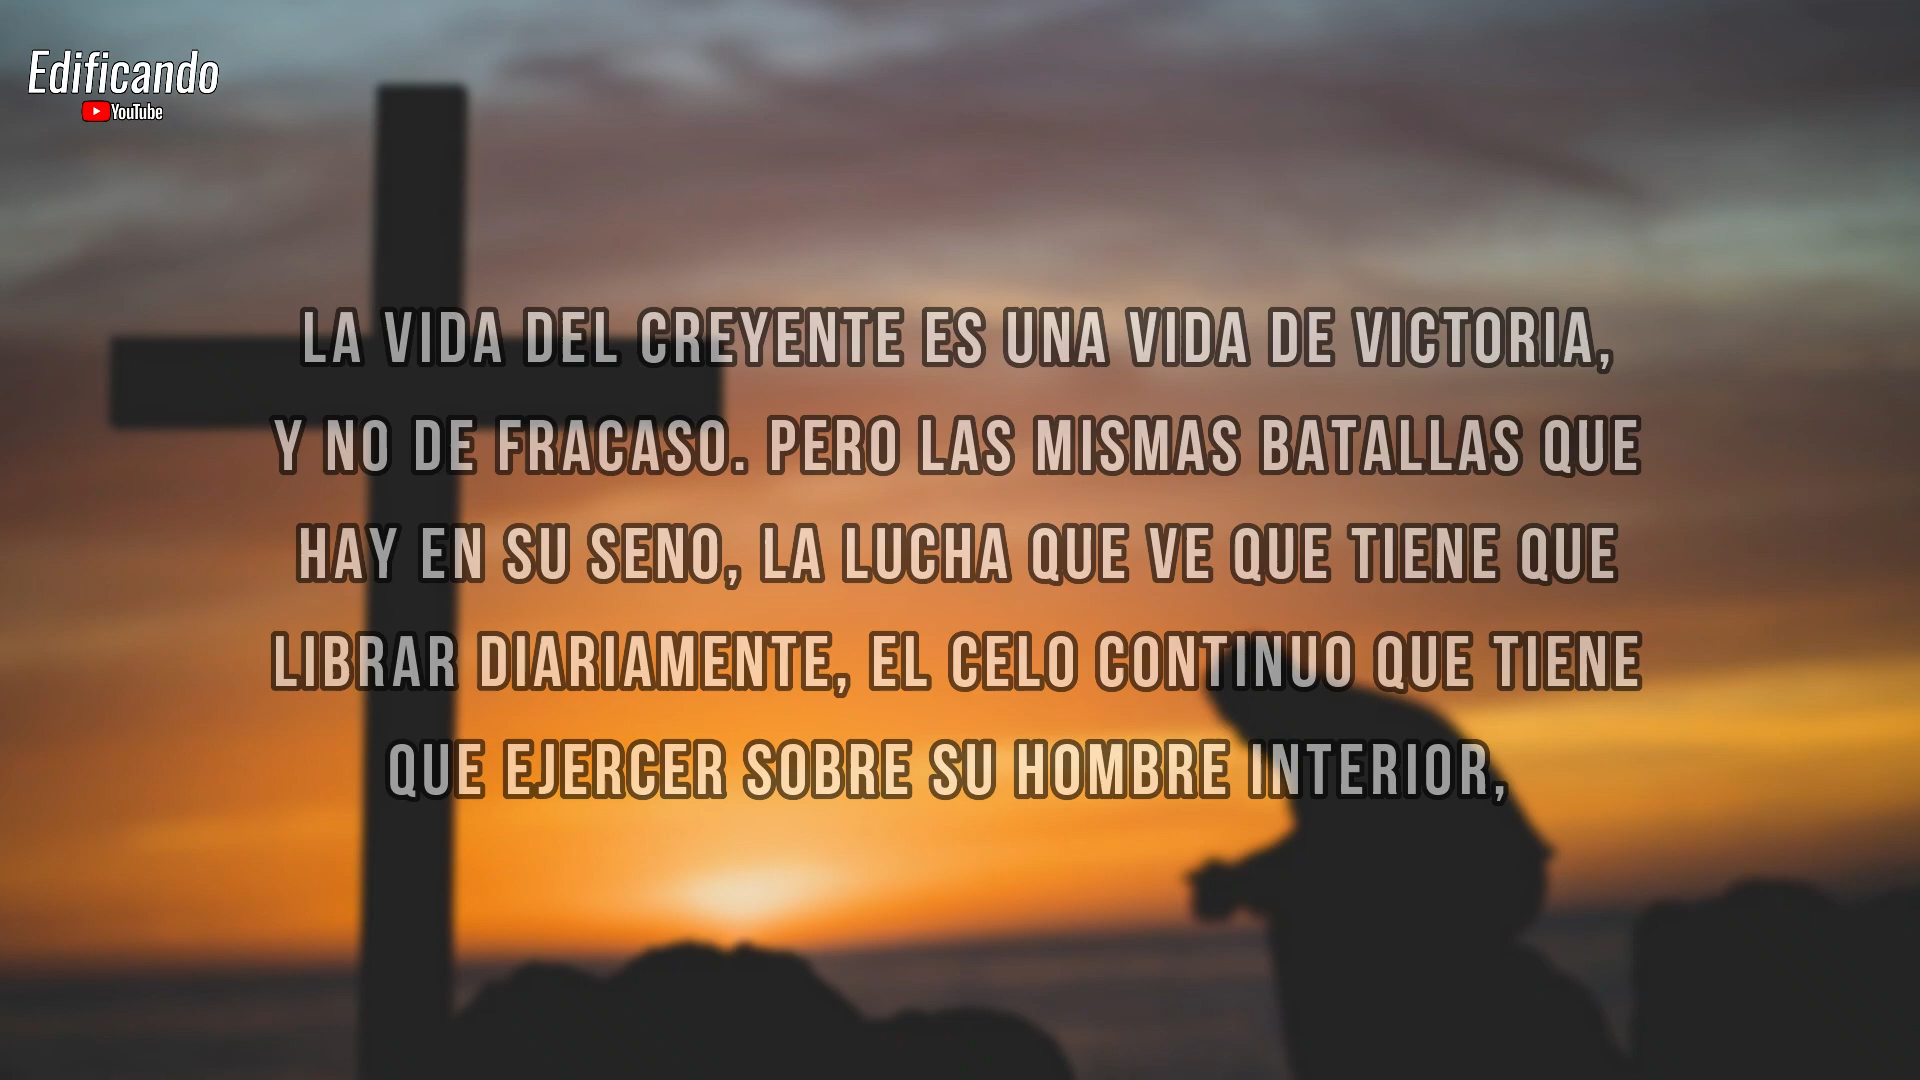 Edificando
YouTube
LA VIDA DEL CREYENTE ES UNA VIDA DE VICTORIA,
Y NO DE FRACASO. PERO LAS MISMAS BATALLAS QUE
HAY EN SU SENO, LA LUCHA QUE VE QUE TIENE QUE
LIBRAR DIARIAMENTE, EL CELO CONTINUO QUE TIENE
QUE EJERCER SOBRE SU HOMBRE INTERIOR,